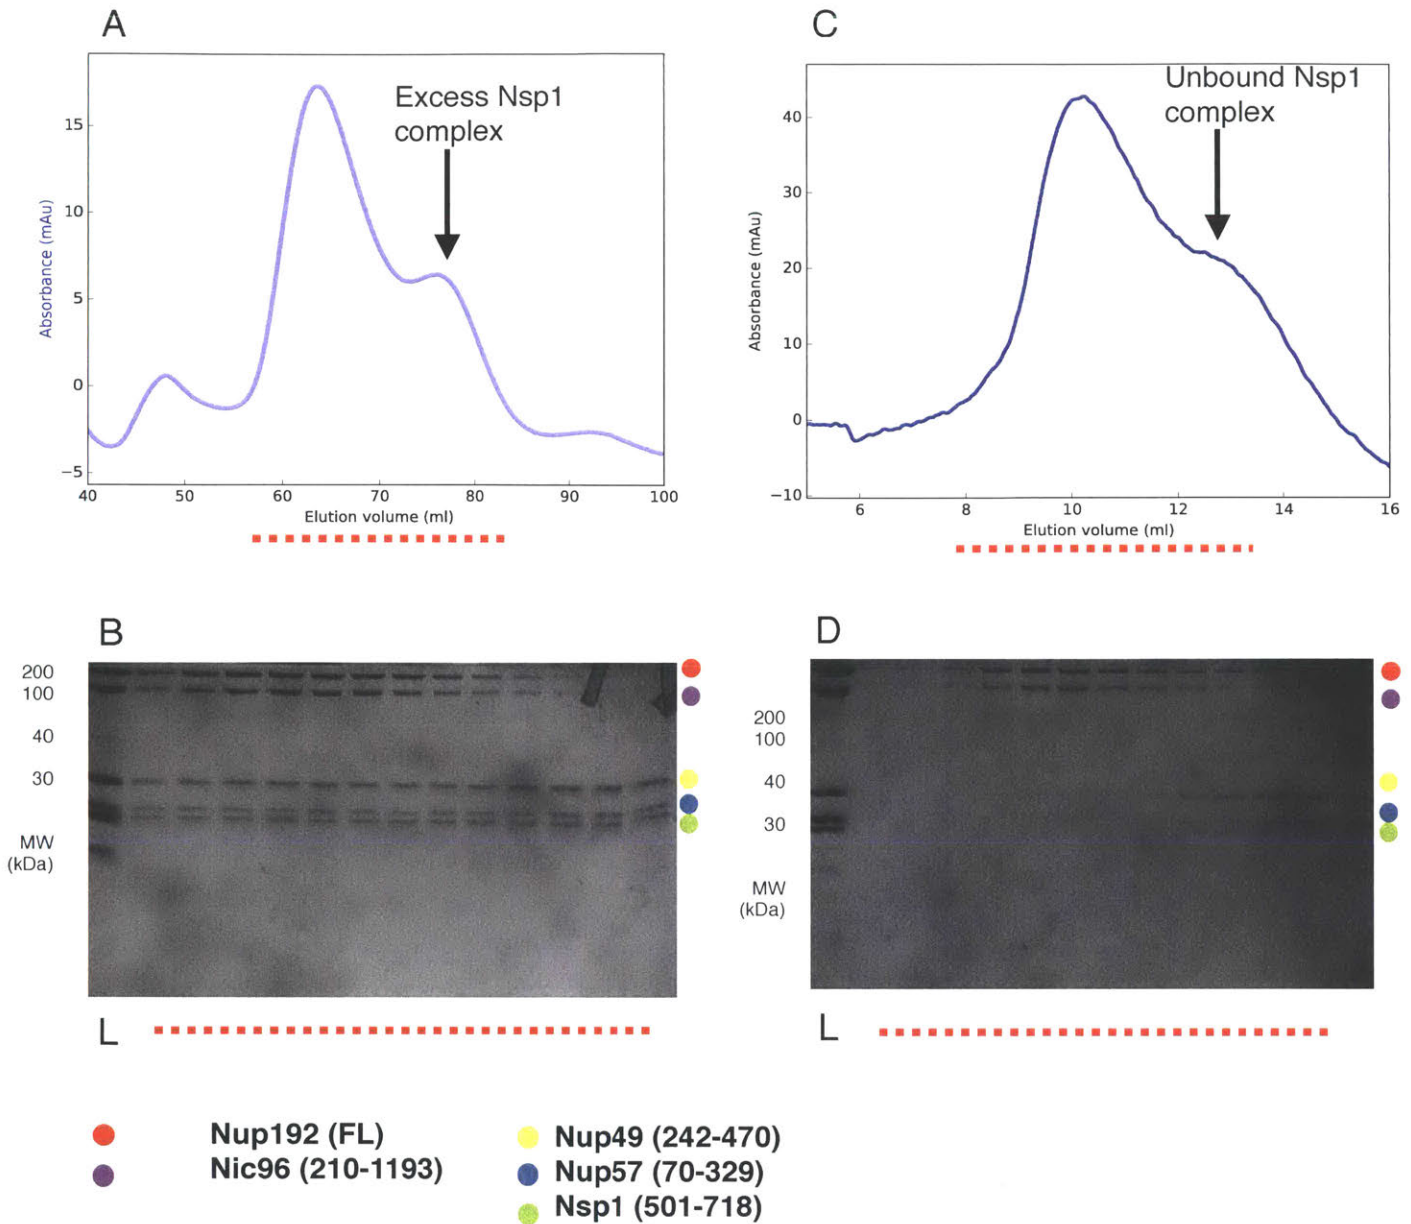 A
Excess Nsp1
complex
Absorbance (mAu)
15
10
5
0
−5
40 50 60 70 80 90 100
Elution volume (ml)
C
Unbound Nsp1
complex
Absorbance (mAu)
40
30
20
10
0
−10
6 8 10 12 14 16
Elution volume (ml)
B
200
100
40
30
MW
(kDa)
L
D
200
100
40
30
MW
(kDa)
L
Nup192 (FL)
Nic96 (210-1193)
Nup49 (242-470)
Nup57 (70-329)
Nsp1 (501-718)